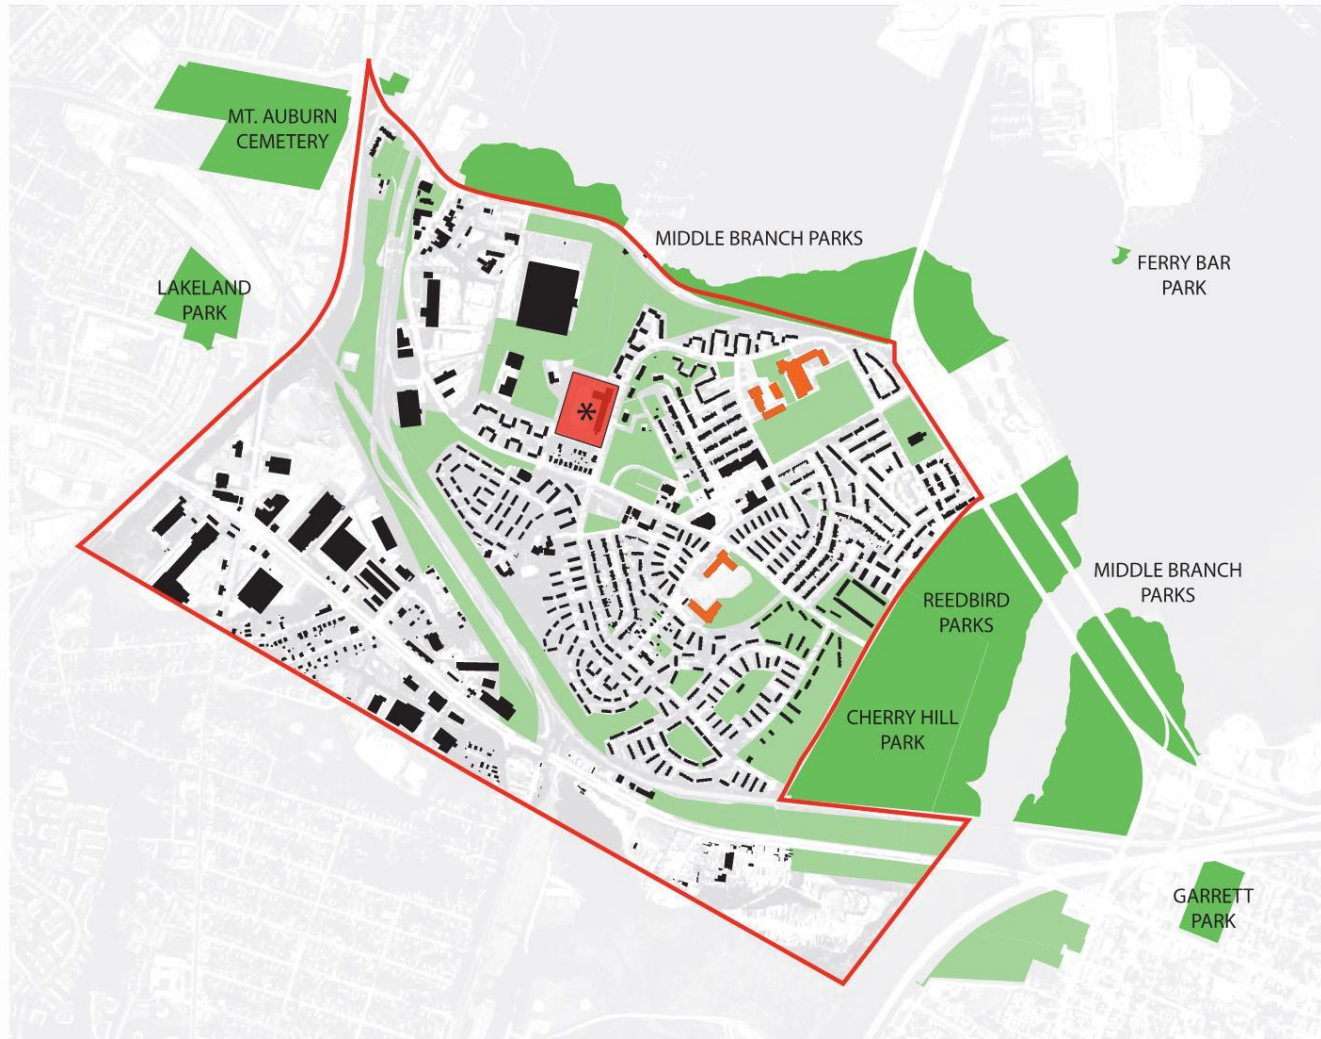 MT. AUBURN
CEMETERY
MIDDLE BRANCH PARKS
FERRY BAR
PARK
LAKELAND
PARK
*
MIDDLE BRANCH
PARKS
REEDBIRD
PARKS
CHERRY HILL
PARK
GARRETT
PARK